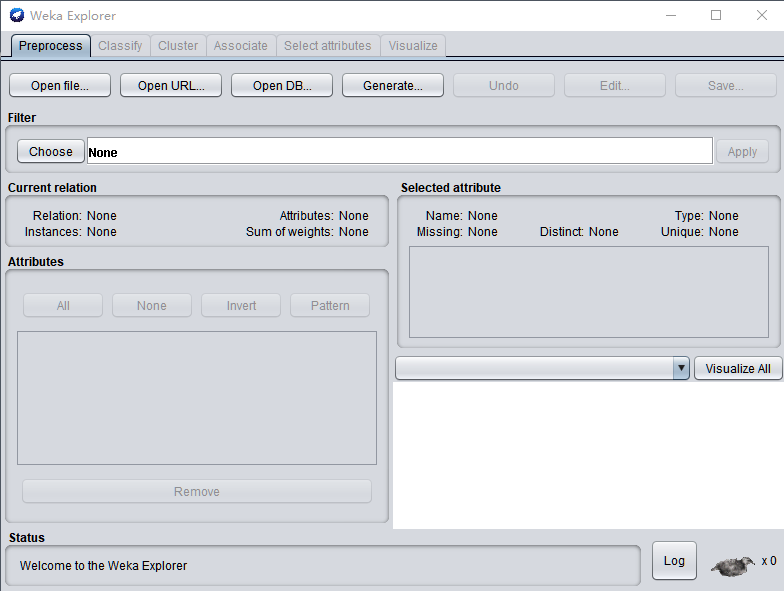 Weka Explorer
Preprocess Classify Cluster Associate Select attributes Visualize
Open file... Open URL... Open DB... Generate... Undo Edit... Save...
Filter
Choose None Apply
Current relation
Relation: None Attributes: None
Instances: None Sum of weights: None
Attributes
All None Invert Pattern
Remove
Selected attribute
Name: None Type: None
Missing: None Distinct: None Unique: None
Visualize All
Status
Welcome to the Weka Explorer
Log x 0